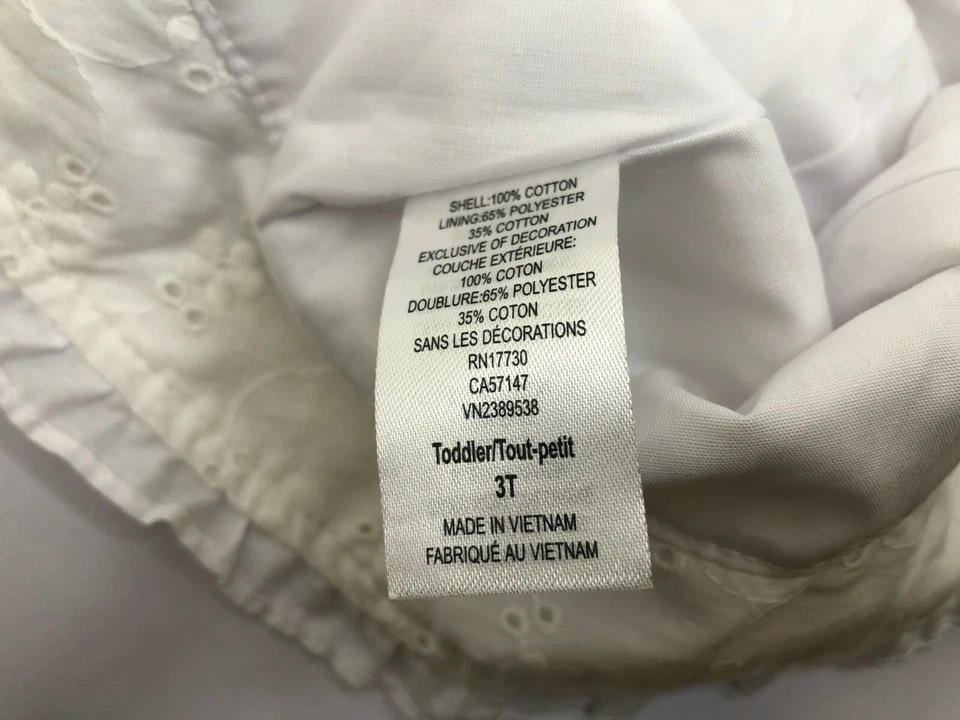 SHELL:100% COTTON
LINING:65% POLYESTER
35% COTTON
EXCLUSIVE OF DECORATION
COUCHE EXTÉRIEURE:
100% COTON
DOUBLURE:65% POLYESTER
35% COTON
SANS LES DÉCORATIONS
RN17730
CA57147
VN2389538
Toddler/Tout-petit
3T
MADE IN VIETNAM
FABRIQUÉ AU VIETNAM